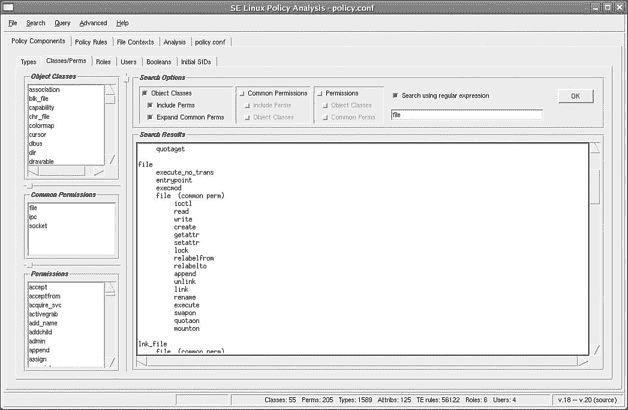 SE Linux Policy Analysis - policy.conf
File Search Query Advanced Help
Policy Components Policy Rules File Contexts Analysis policy.conf
Types Classes/Perms Roles Users Booleans Initial SIDs
Object Classes
association
blk_file
capability
chr_file
colormap
cursor
dbus
dir
drawable
Common Permissions
file
ipc
socket
Permissions
accept
acceptfrom
acquire_svc
activegrab
add_name
addchild
admin
append
assign
Search Options
Object Classes
Include Perms
Expand Common Perms
Common Permissions
Include Perms
Object Classes
Permissions
Object Classes
Common Perms
Search using regular expression
file
OK
Search Results
quotaget
file
execute_no_trans
entrypoint
execmod
file (common perm)
ioctl
read
write
create
getattr
setattr
lock
relabelfrom
relabelto
append
unlink
link
rename
execute
swapon
quotaon
mounton
lnk_file
file (common perm)
Classes: 55 Perms: 205 Types: 1589 Attribs: 125 TE rules: 56122 Roles: 6 Users: 4
v.18 -- v.20 (source)